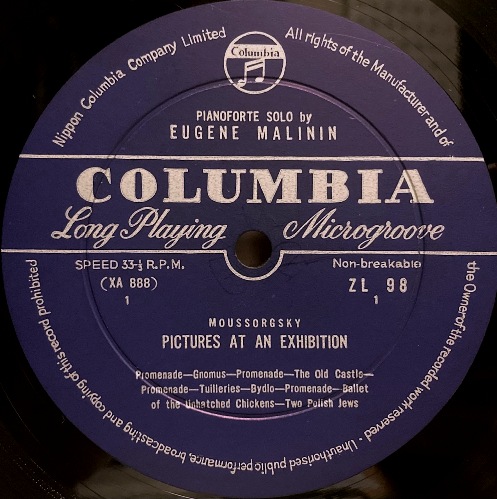 Nippon Columbia Company Limited
All rights of the Manufacturer and of
the Owner of the recorded work reserved - Unauthorised public performance, broadcasting and copying of this record prohibited
Columbia
PIANOFORTE SOLO by
EUGENE MALININ
COLUMBIA
Long Playing Microgroove
SPEED 33-⅓ R.P.M.
Non-breakable
(XA 888)
ZL 98
1
1
MOUSSORGSKY
PICTURES AT AN EXHIBITION
Promenade—Gnomus—Promenade—The Old Castle—
Promenade—Tuilleries—Bydlo—Promenade—Ballet
of the Unhatched Chickens—Two Polish Jews